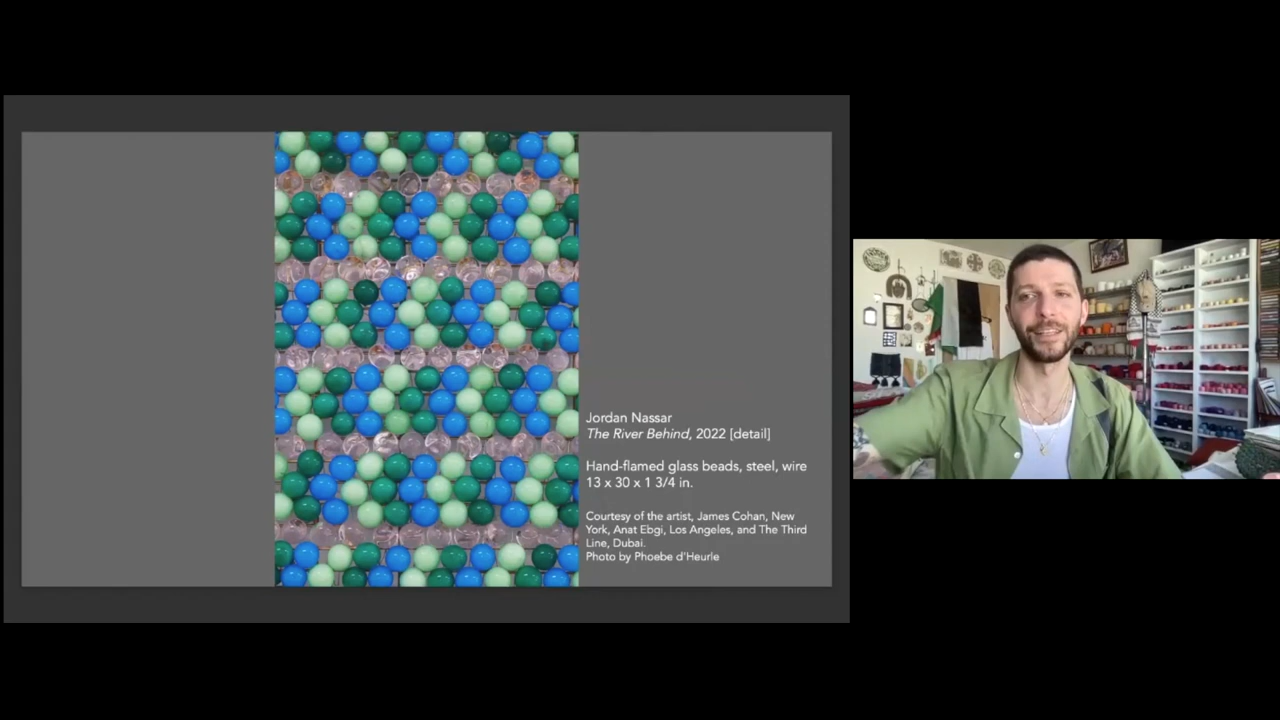 Jordan Nassar
The River Behind, 2022 [detail]
Hand-flamed glass beads, steel, wire
13 x 30 x 1 3/4 in.
Courtesy of the artist, James Cohan, New
York, Anat Ebgi, Los Angeles, and The Third
Line, Dubai.
Photo by Phoebe d'Heurle